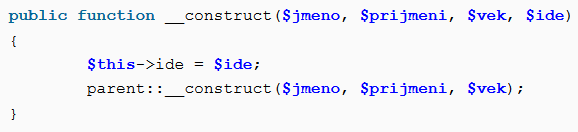 public function __construct($jmeno, $prijmeni, $vek, $ide)
{
        $this->ide = $ide;
        parent::__construct($jmeno, $prijmeni, $vek);
}